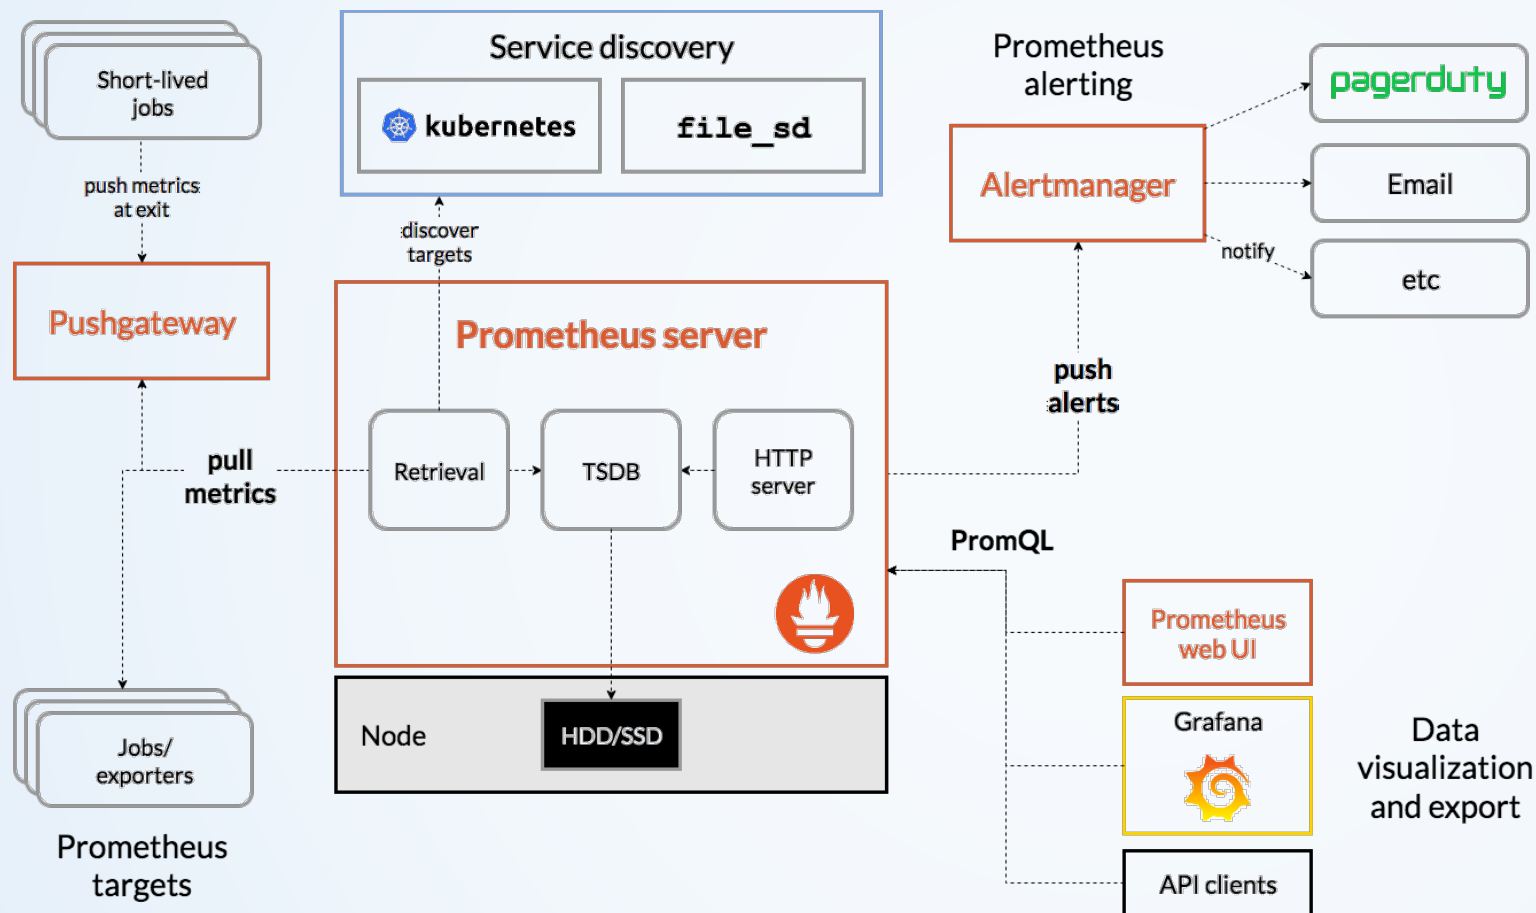 Short-lived
jobs
push metrics
at exit
Pushgateway
pull
metrics
Jobs/
exporters
Prometheus
targets
Service discovery
kubernetes
file_sd
discover
targets
Prometheus server
Retrieval
TSDB
HTTP
server
Node
HDD/SSD
Prometheus
alerting
Alertmanager
pagerduty
Email
notify
etc
push
alerts
PromQL
Prometheus
web UI
Grafana
API clients
Data
visualization
and export